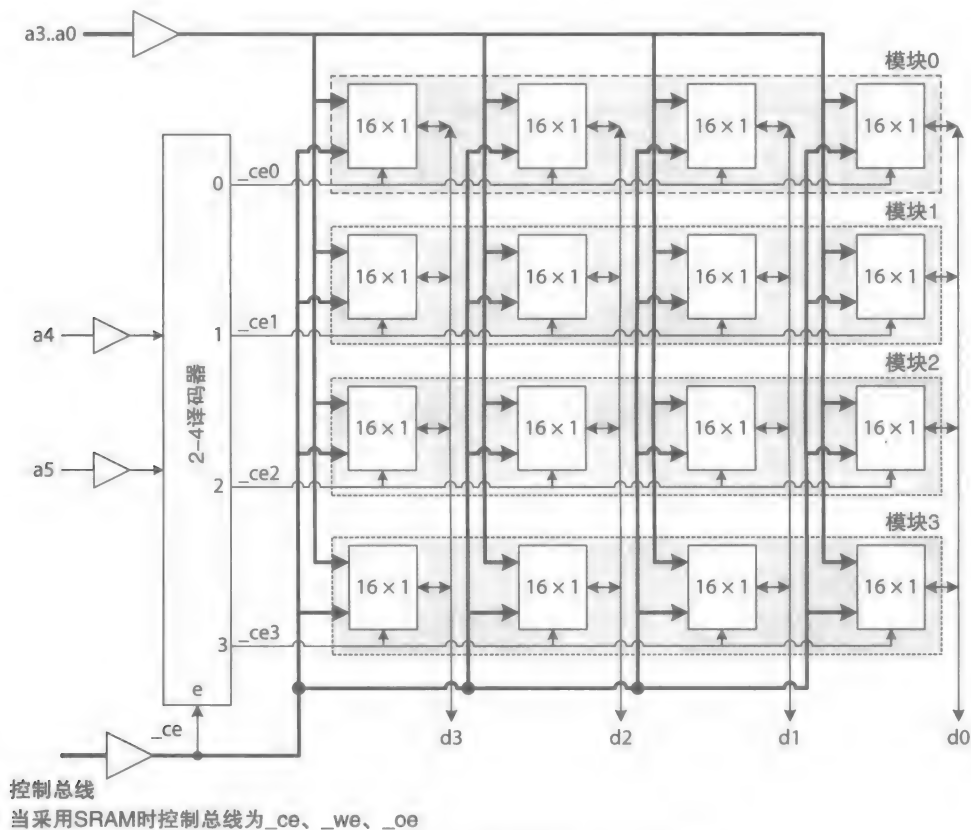 a3..a0
模块0
16 × 1
16 × 1
16 × 1
16 × 1
0
_ce0
模块1
16 × 1
16 × 1
16 × 1
16 × 1
a4
1
_ce1
2-4译码器
模块2
16 × 1
16 × 1
16 × 1
16 × 1
a5
2
_ce2
模块3
16 × 1
16 × 1
16 × 1
16 × 1
3
_ce3
e
_ce
d3
d2
d1
d0
控制总线
当采用SRAM时控制总线为_ce、_we、_oe